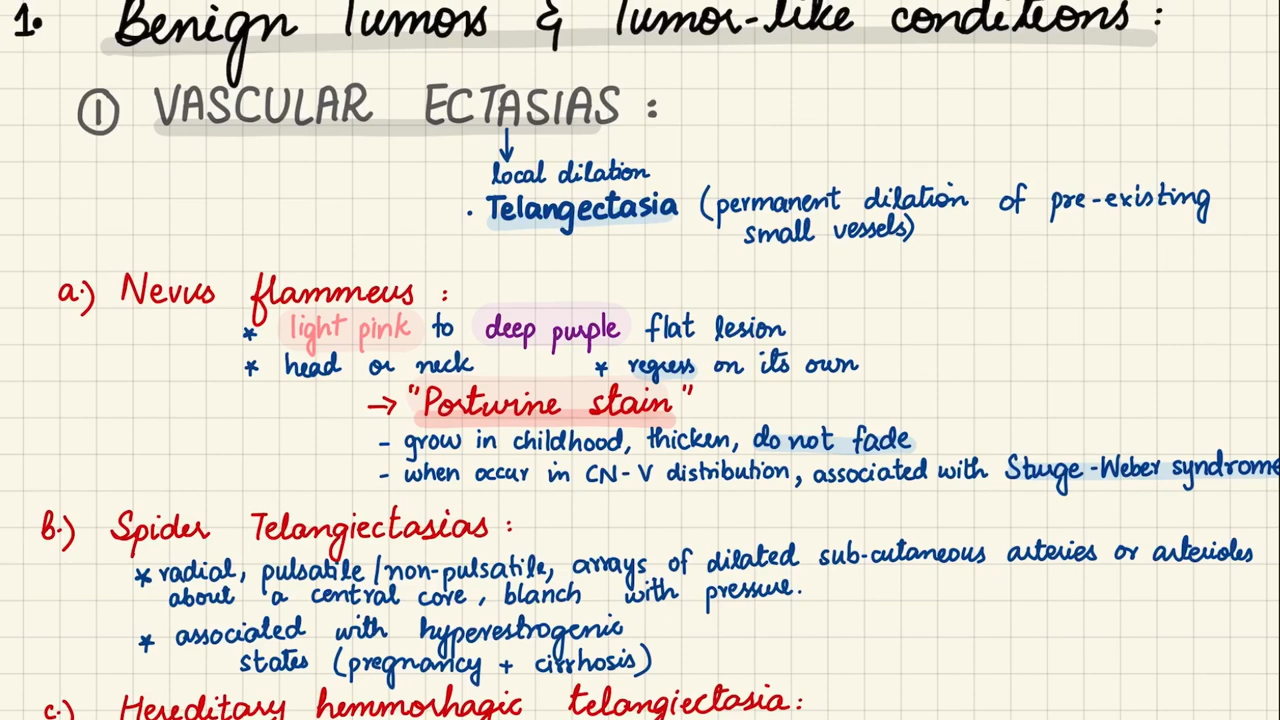 1. Benign Tumors & Tumor-like conditions :
① VASCULAR ECTASIAS :
↓
local dilation
· Telangectasia (permanent dilation of pre-existing
small vessels)
a.) Nevus flammeus :
* light pink to deep purple flat lesion
* head or neck * regress on its own
→ "Portwine stain"
- grow in childhood, thicken, do not fade
- when occur in CN-V distribution, associated with Stuge-Weber syndrome
b.) Spider Telangiectasias :
* radial, pulsatile/non-pulsatile, arrays of dilated sub-cutaneous arteries or arterioles
about a central core, blanch with pressure.
* associated with hyperestrogenic
states (pregnancy + cirrhosis)
c.) Hereditary hemmorhagic telangiectasia: